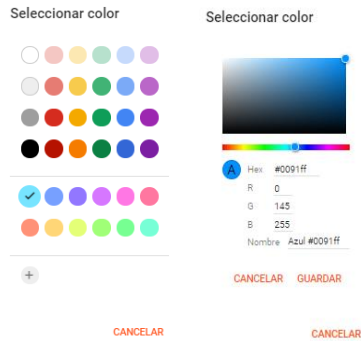 Seleccionar color
CANCELAR
Seleccionar color
A
Hex #0091ff
R 0
G 145
B 255
Nombre Azul #0091ff
CANCELAR GUARDAR
CANCELAR